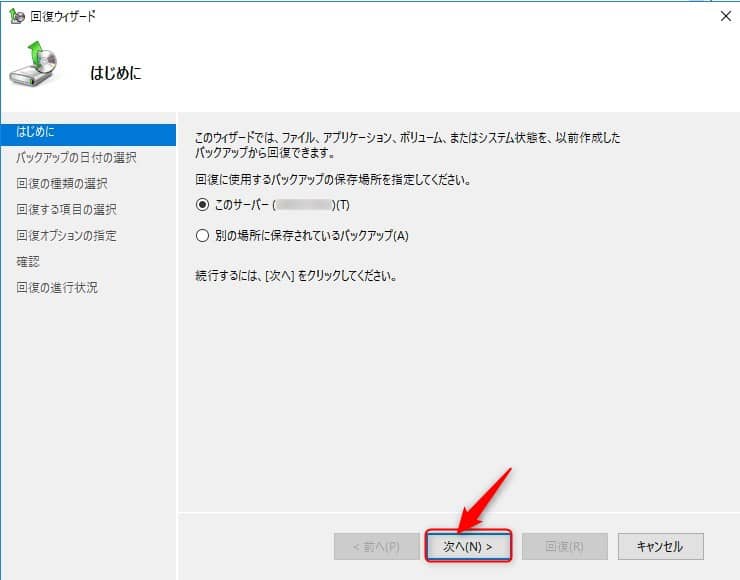 回復ウィザード
はじめに
はじめに
バックアップの日付の選択
回復の種類の選択
回復する項目の選択
回復オプションの指定
確認
回復の進行状況
このウィザードでは、ファイル、アプリケーション、ボリューム、またはシステム状態を、以前作成した
バックアップから回復できます。
回復に使用するバックアップの保存場所を指定してください。
このサーバー ( )(T)
別の場所に保存されているバックアップ(A)
続行するには、[次へ] をクリックしてください。
< 前へ(P)
次へ(N) >
回復(R)
キャンセル